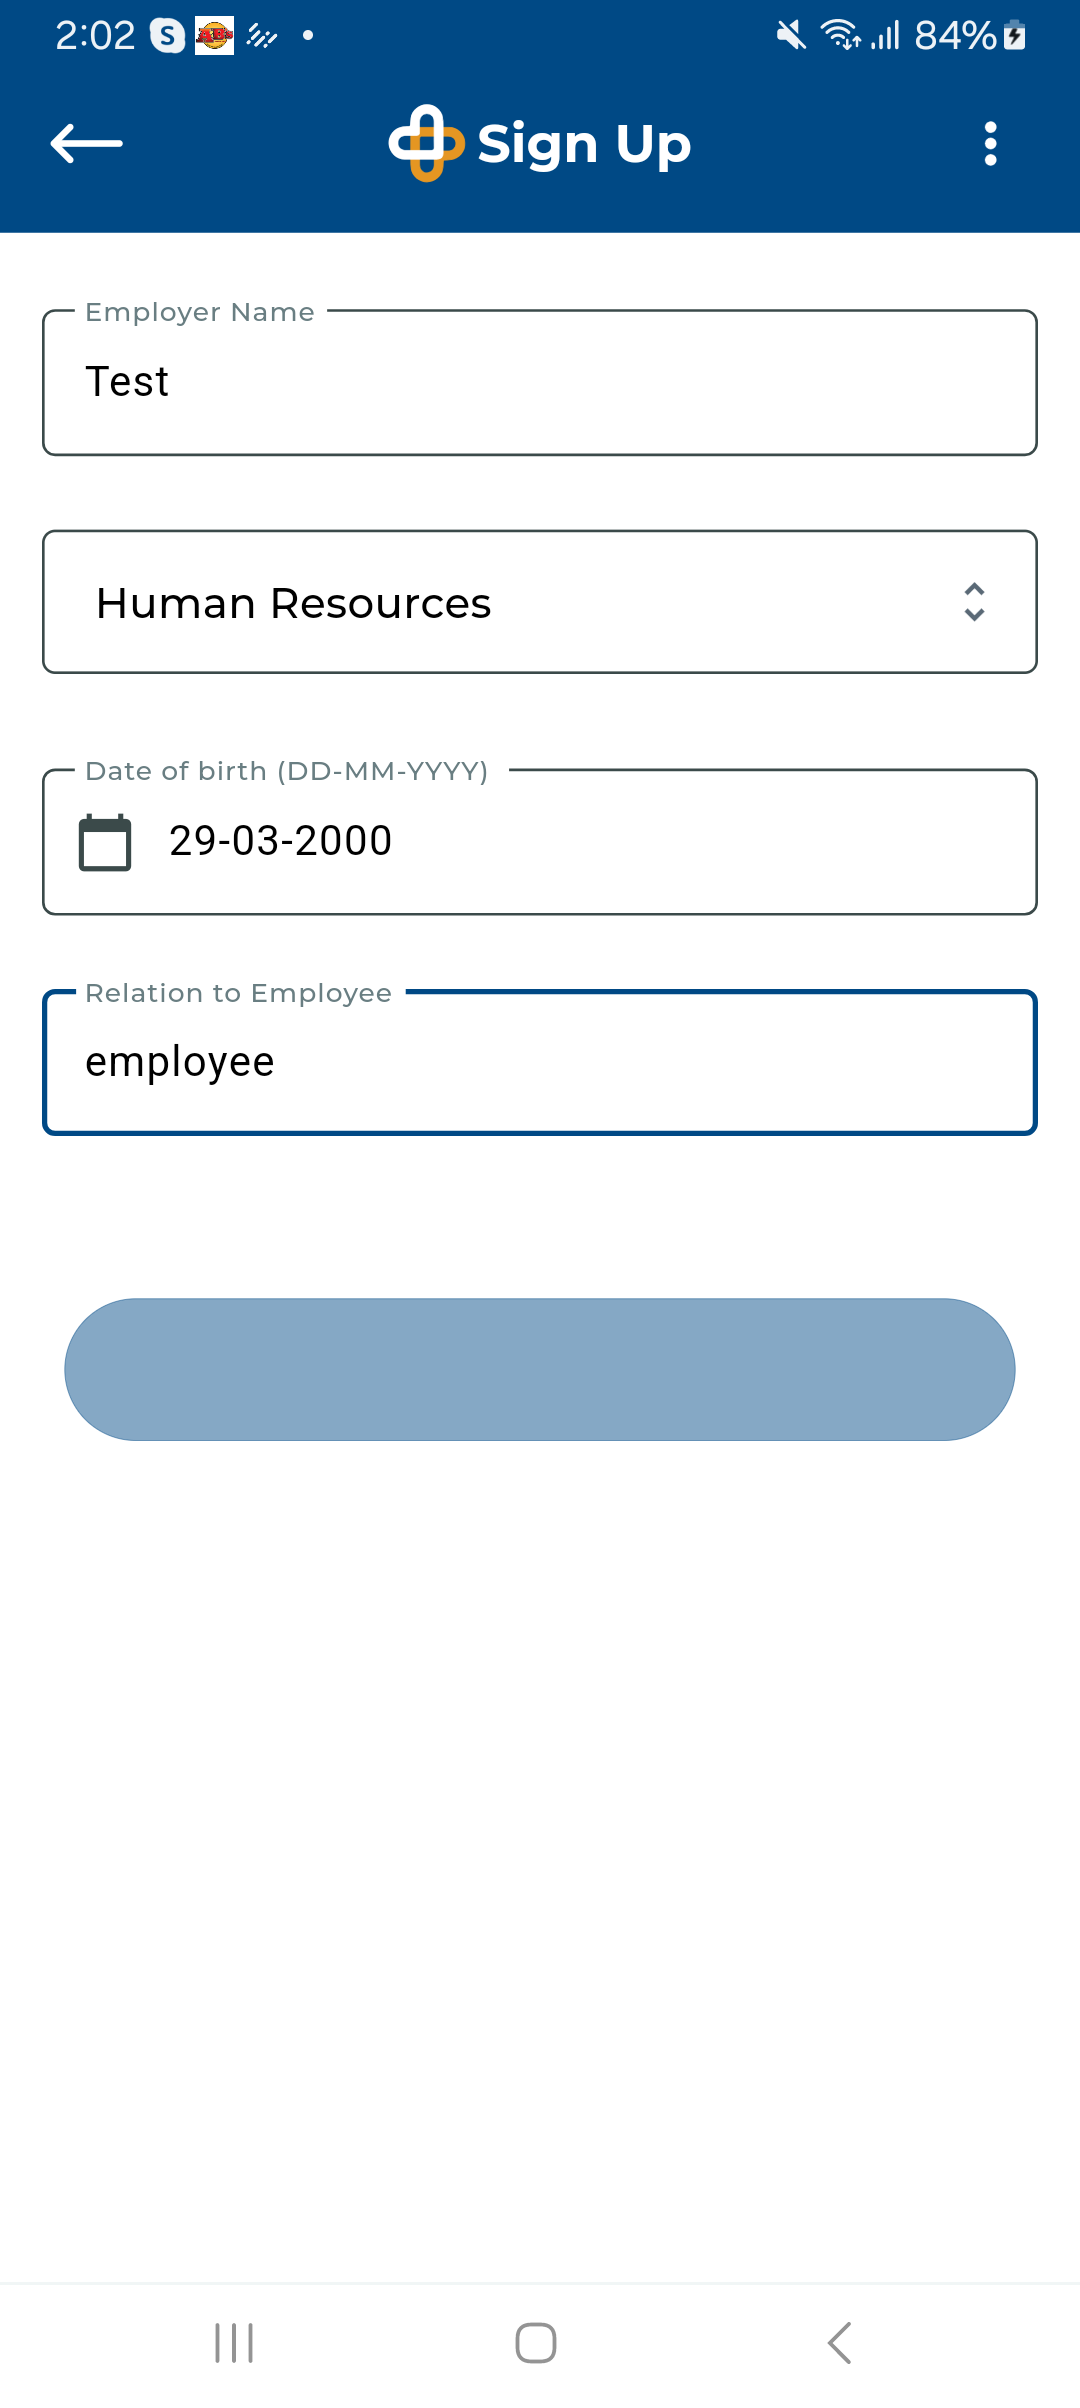 2:02 S ABs 84%
Sign Up
Employer Name
Test
Human Resources
Date of birth (DD-MM-YYYY)
29-03-2000
Relation to Employee
employee